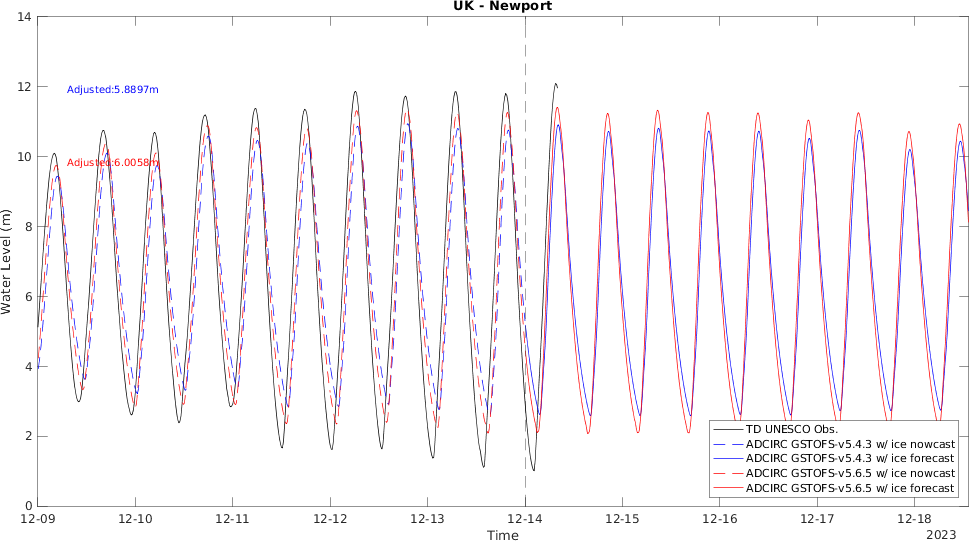 UK - Newport
14
12
10
8
6
4
2
0
Water Level (m)
Adjusted:5.8897m
Adjusted:6.0058m
TD UNESCO Obs.
ADCIRC GSTOFS-v5.4.3 w/ ice nowcast
ADCIRC GSTOFS-v5.4.3 w/ ice forecast
ADCIRC GSTOFS-v5.6.5 w/ ice nowcast
ADCIRC GSTOFS-v5.6.5 w/ ice forecast
12-09 12-10 12-11 12-12 12-13 12-14 12-15 12-16 12-17 12-18
Time
2023